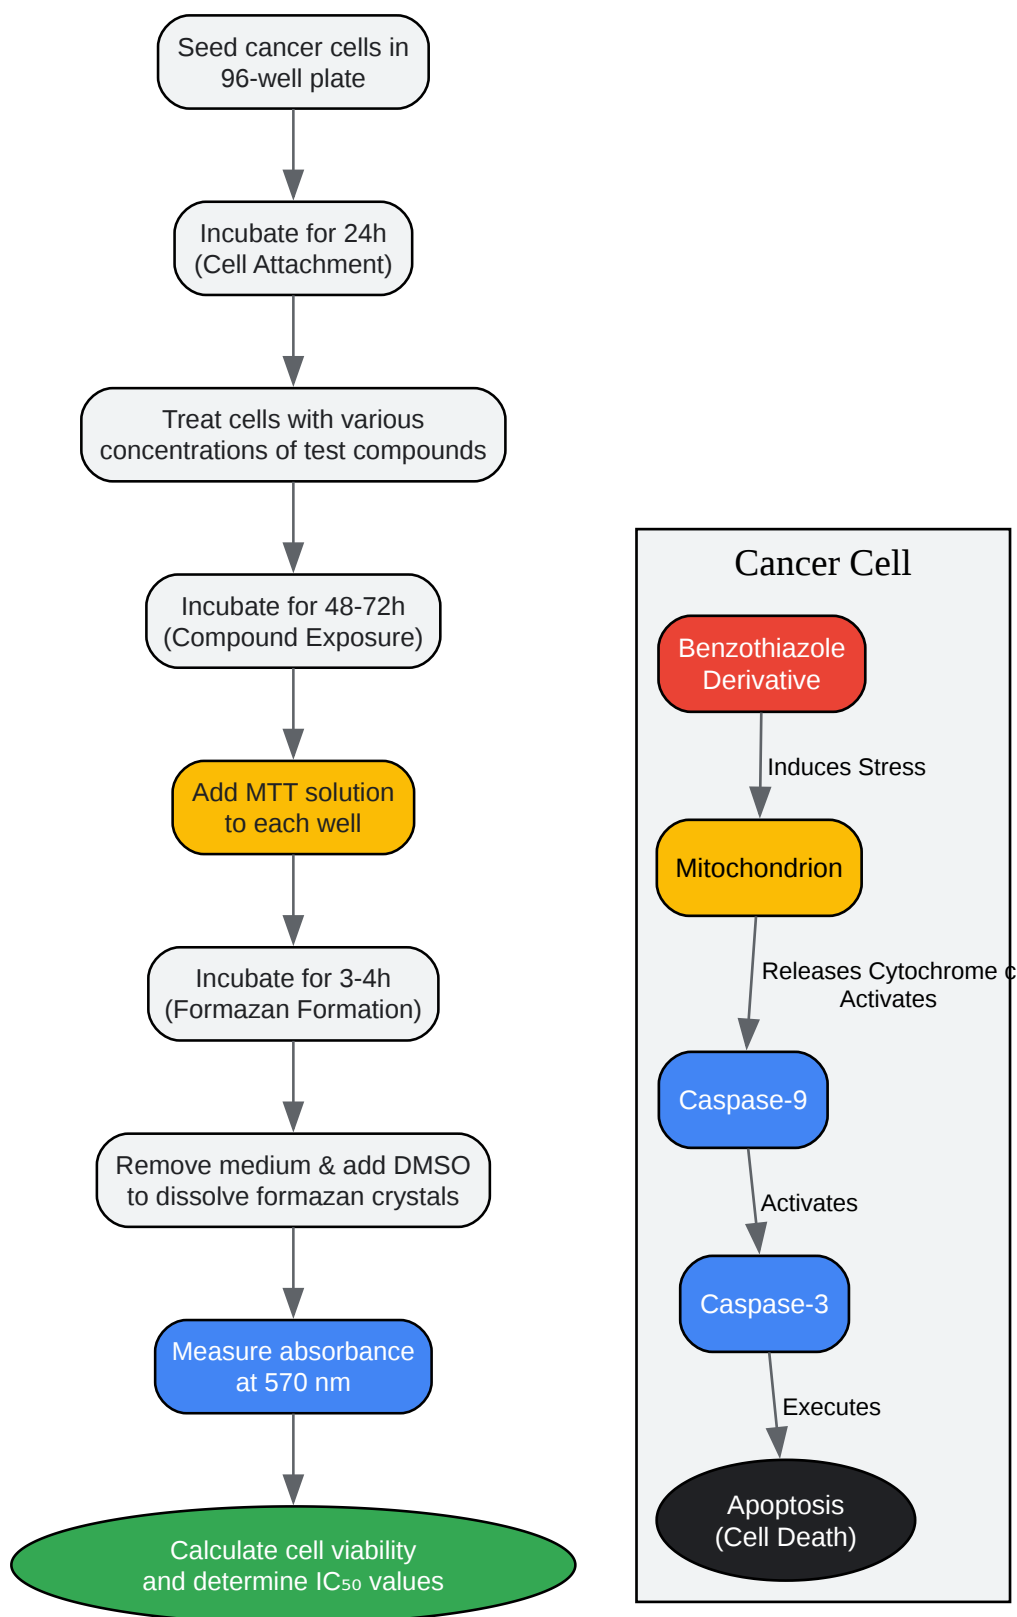 Seed cancer cells in
96-well plate
Incubate for 24h
(Cell Attachment)
Treat cells with various
concentrations of test compounds
Incubate for 48-72h
(Compound Exposure)
Add MTT solution
to each well
Incubate for 3-4h
(Formazan Formation)
Remove medium & add DMSO
to dissolve formazan crystals
Measure absorbance
at 570 nm
Calculate cell viability
and determine IC₅₀ values
Cancer Cell
Benzothiazole
Derivative
Induces Stress
Mitochondrion
Releases Cytochrome c
Activates
Caspase-9
Activates
Caspase-3
Executes
Apoptosis
(Cell Death)